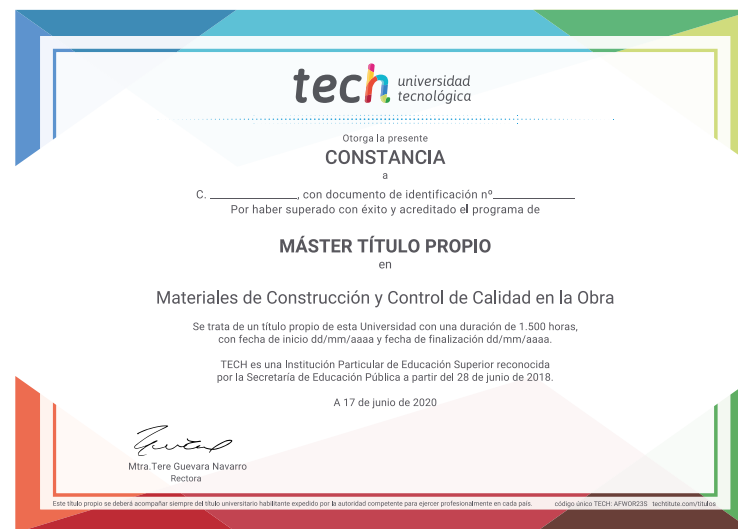 tech universidad
tecnológica
Otorga la presente
CONSTANCIA
a
C. ________________, con documento de identificación nº________________
Por haber superado con éxito y acreditado el programa de
MÁSTER TÍTULO PROPIO
en
Materiales de Construcción y Control de Calidad en la Obra
Se trata de un título propio de esta Universidad con una duración de 1.500 horas,
con fecha de inicio dd/mm/aaaa y fecha de finalización dd/mm/aaaa.
TECH es una Institución Particular de Educación Superior reconocida
por la Secretaría de Educación Pública a partir del 28 de junio de 2018.
A 17 de junio de 2020
Mtra.Tere Guevara Navarro
Rectora
Este título propio se deberá acompañar siempre del título universitario habilitante expedido por la autoridad competente para ejercer profesionalmente en cada país. código único TECH: AFWOR23S techtitute.com/titulos